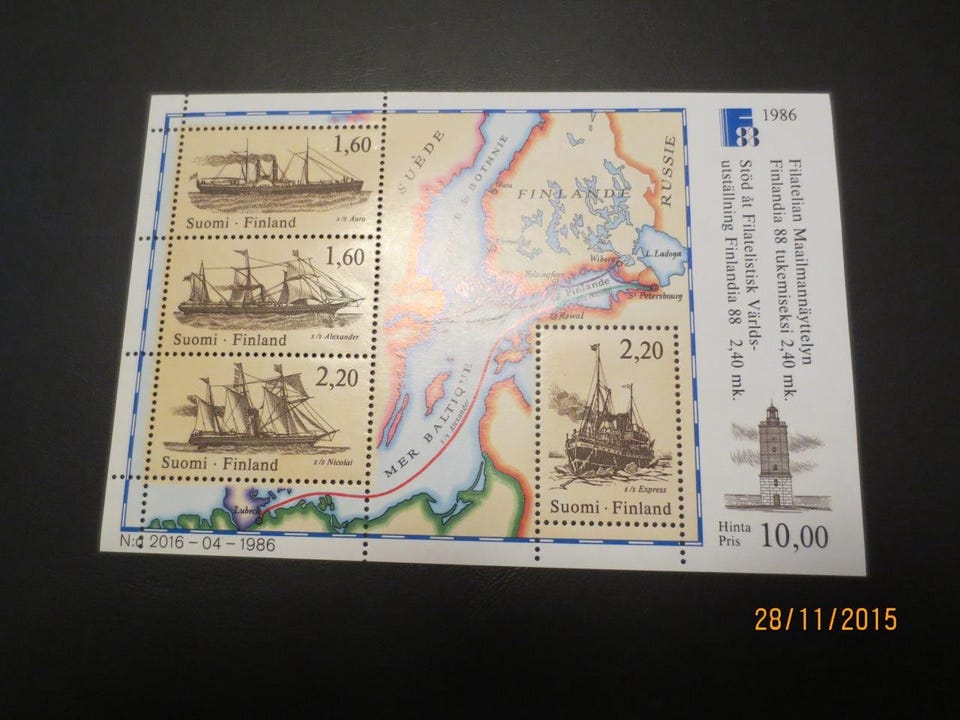 1,60
s/s Aura
Suomi · Finland
1,60
s/s Alexander
Suomi · Finland
2,20
s/s Nicolai
Suomi · Finland
SUÈDE
BOTHNIE
FINLANDE
RUSSIE
L. Ladoga
Wiborg
Helsingfors
Finlande
St Petersbourg
Rewal
MER BALTIQUE
s/s Alexander
Lubeck
2,20
s/s Express
Suomi · Finland
88
1986
Filatelian Maailmannäyttelyn
Finlandia 88 tukemiseksi 2,40 mk.
Stöd åt Filatelistisk Världs-
utställning Finlandia 88 2,40 mk.
Hinta
Pris 10,00
N:o 2016 – 04 – 1986
28/11/2015